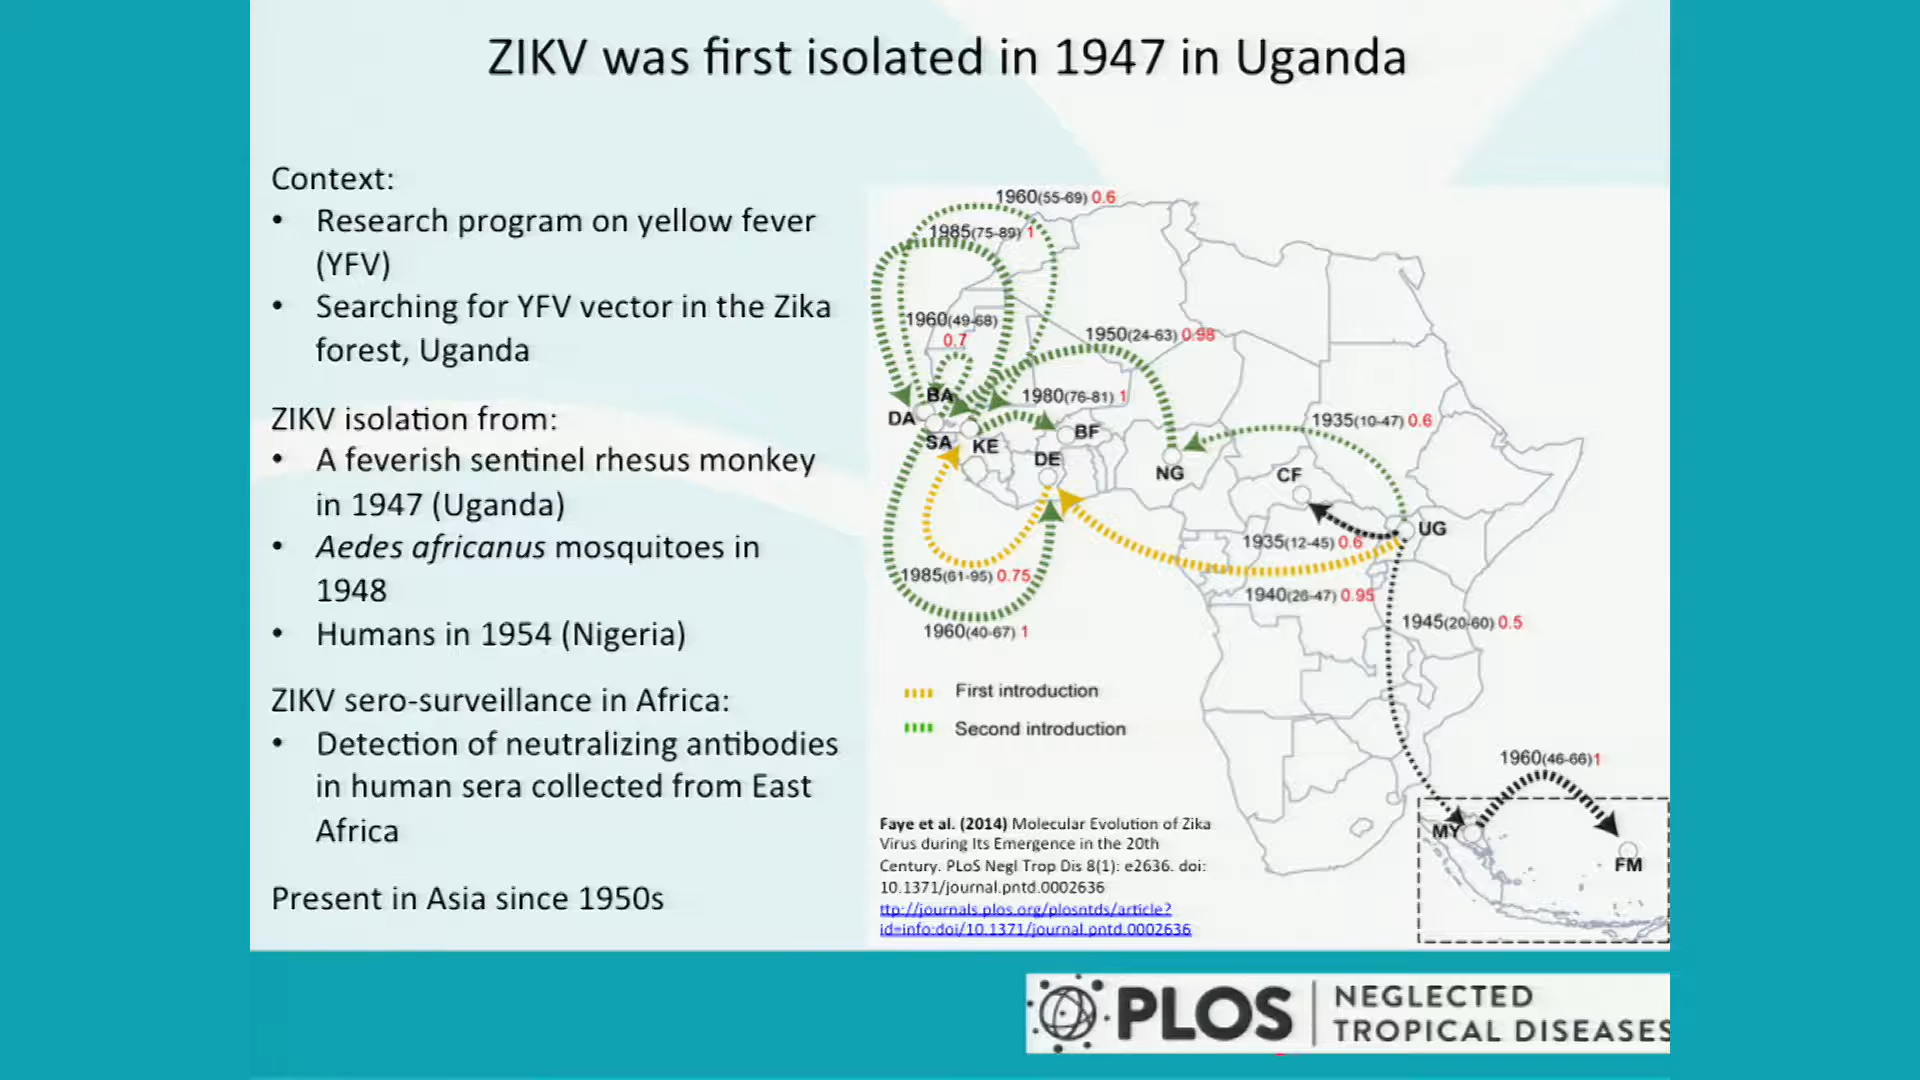 ZIKV was first isolated in 1947 in Uganda
Context:
• Research program on yellow fever
(YFV)
• Searching for YFV vector in the Zika
forest, Uganda
ZIKV isolation from:
• A feverish sentinel rhesus monkey
in 1947 (Uganda)
• Aedes africanus mosquitoes in
1948
• Humans in 1954 (Nigeria)
ZIKV sero-surveillance in Africa:
• Detection of neutralizing antibodies
in human sera collected from East
Africa
Present in Asia since 1950s
1960(55-69) 0.6
1985(75-89) 1
1960(49-68)
0.7
1950(24-63) 0.98
1980(76-81) 1
1935(10-47) 0.6
BA
DA
SA
KE
BF
DE
NG
CF
UG
1935(12-45) 0.6
1985(61-95) 0.75
1940(26-47) 0.95
1945(20-60) 0.5
1960(40-67) 1
First introduction
Second introduction
1960(46-66)1
MY
FM
Faye et al. (2014) Molecular Evolution of Zika
Virus during Its Emergence in the 20th
Century. PLoS Negl Trop Dis 8(1): e2636. doi:
10.1371/journal.pntd.0002636
ttp://journals.plos.org/plosntds/article?
id=info:doi/10.1371/journal.pntd.0002636
PLOS
NEGLECTED
TROPICAL DISEASES